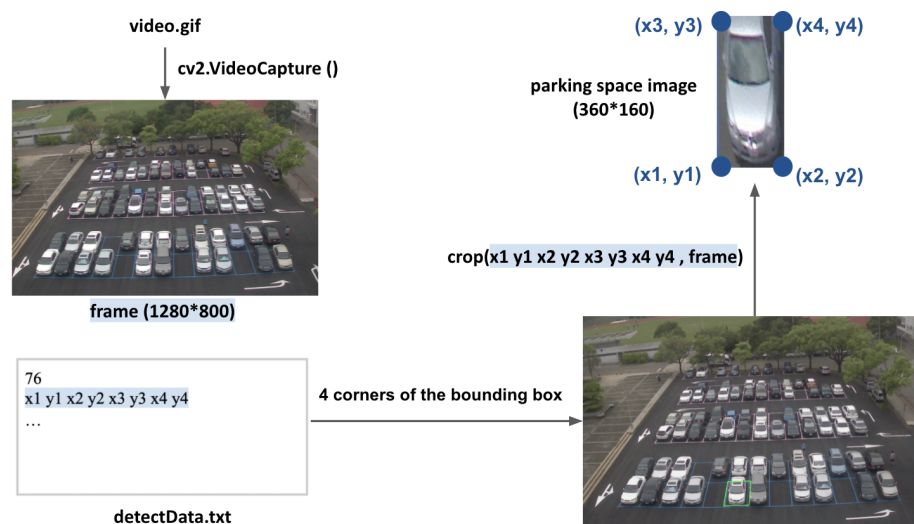 video.gif
cv2.VideoCapture ()
frame (1280*800)
76
x1 y1 x2 y2 x3 y3 x4 y4
...
detectData.txt
4 corners of the bounding box
crop(x1 y1 x2 y2 x3 y3 x4 y4 , frame)
parking space image
(360*160)
(x3, y3)
(x4, y4)
(x1, y1)
(x2, y2)